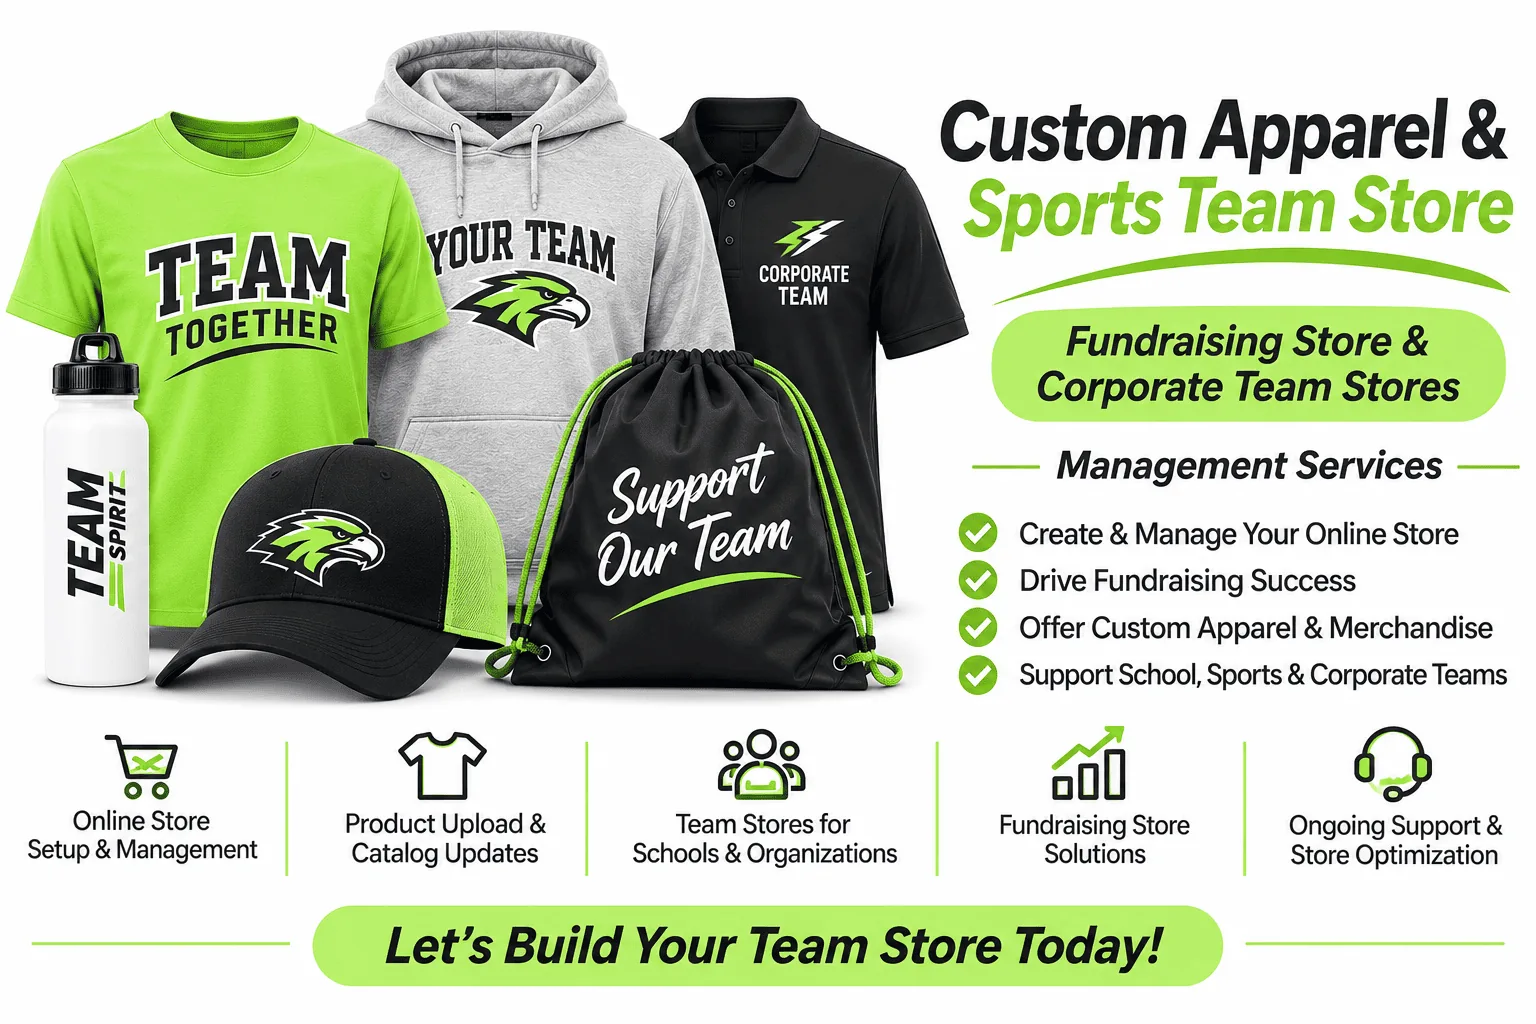 Custom Apparel &
Sports Team Store
Fundraising Store &
Corporate Team Stores
Management Services
Create & Manage Your Online Store
Drive Fundraising Success
Offer Custom Apparel & Merchandise
Support School, Sports & Corporate Teams
TEAM
TOGETHER
YOUR TEAM
CORPORATE
TEAM
TEAM
SPIRIT
Support
Our Team
Online Store
Setup & Management
Product Upload &
Catalog Updates
Team Stores for
Schools & Organizations
Fundraising Store
Solutions
Ongoing Support &
Store Optimization
Let's Build Your Team Store Today!